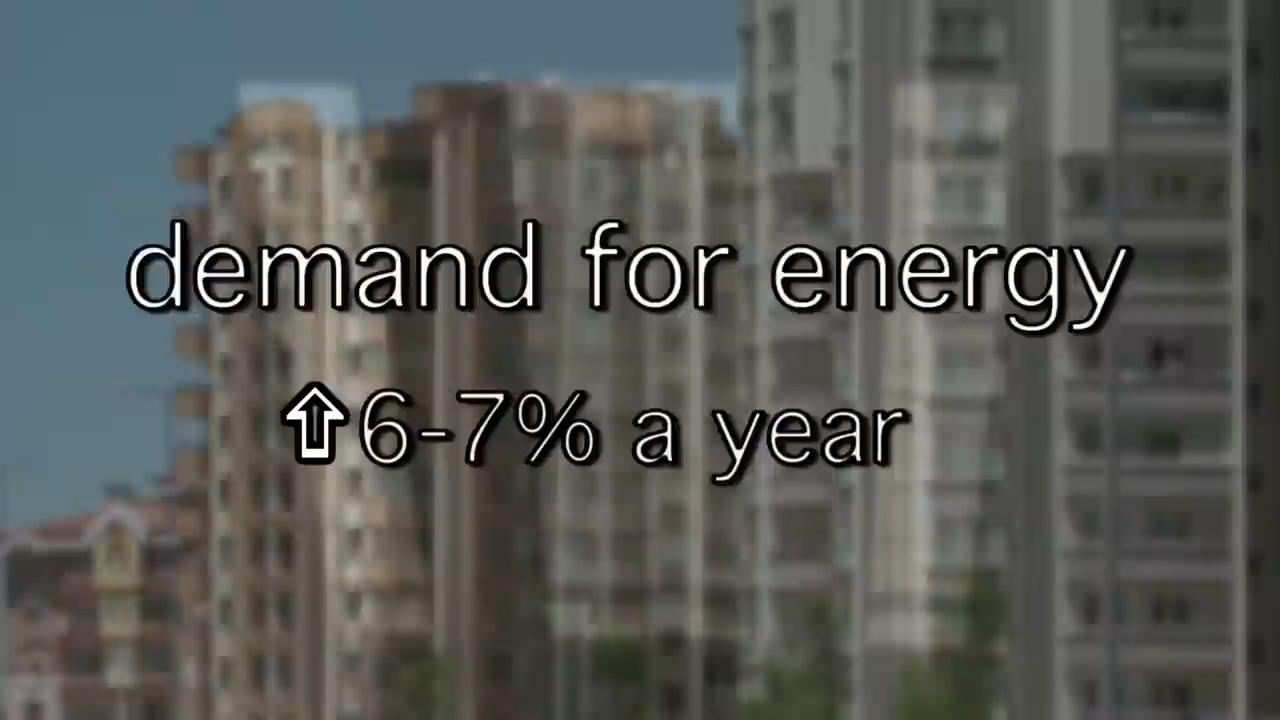 demand for energy
⇧6-7% a year